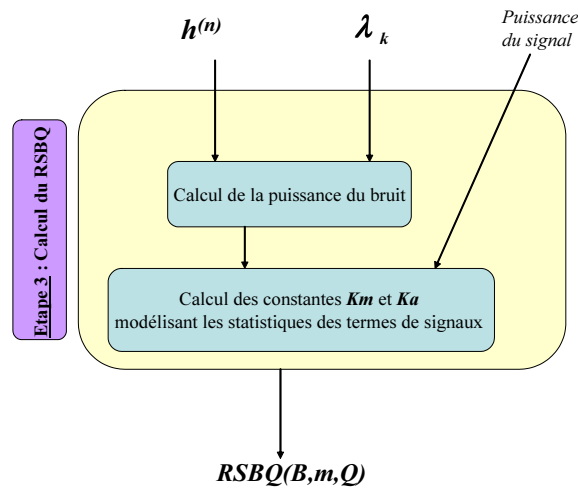 h(n)
λ k
Puissance
du signal
Etape 3 : Calcul du RSBQ
Calcul de la puissance du bruit
Calcul des constantes Km et Ka
modélisant les statistiques des termes de signaux
RSBQ(B,m,Q)